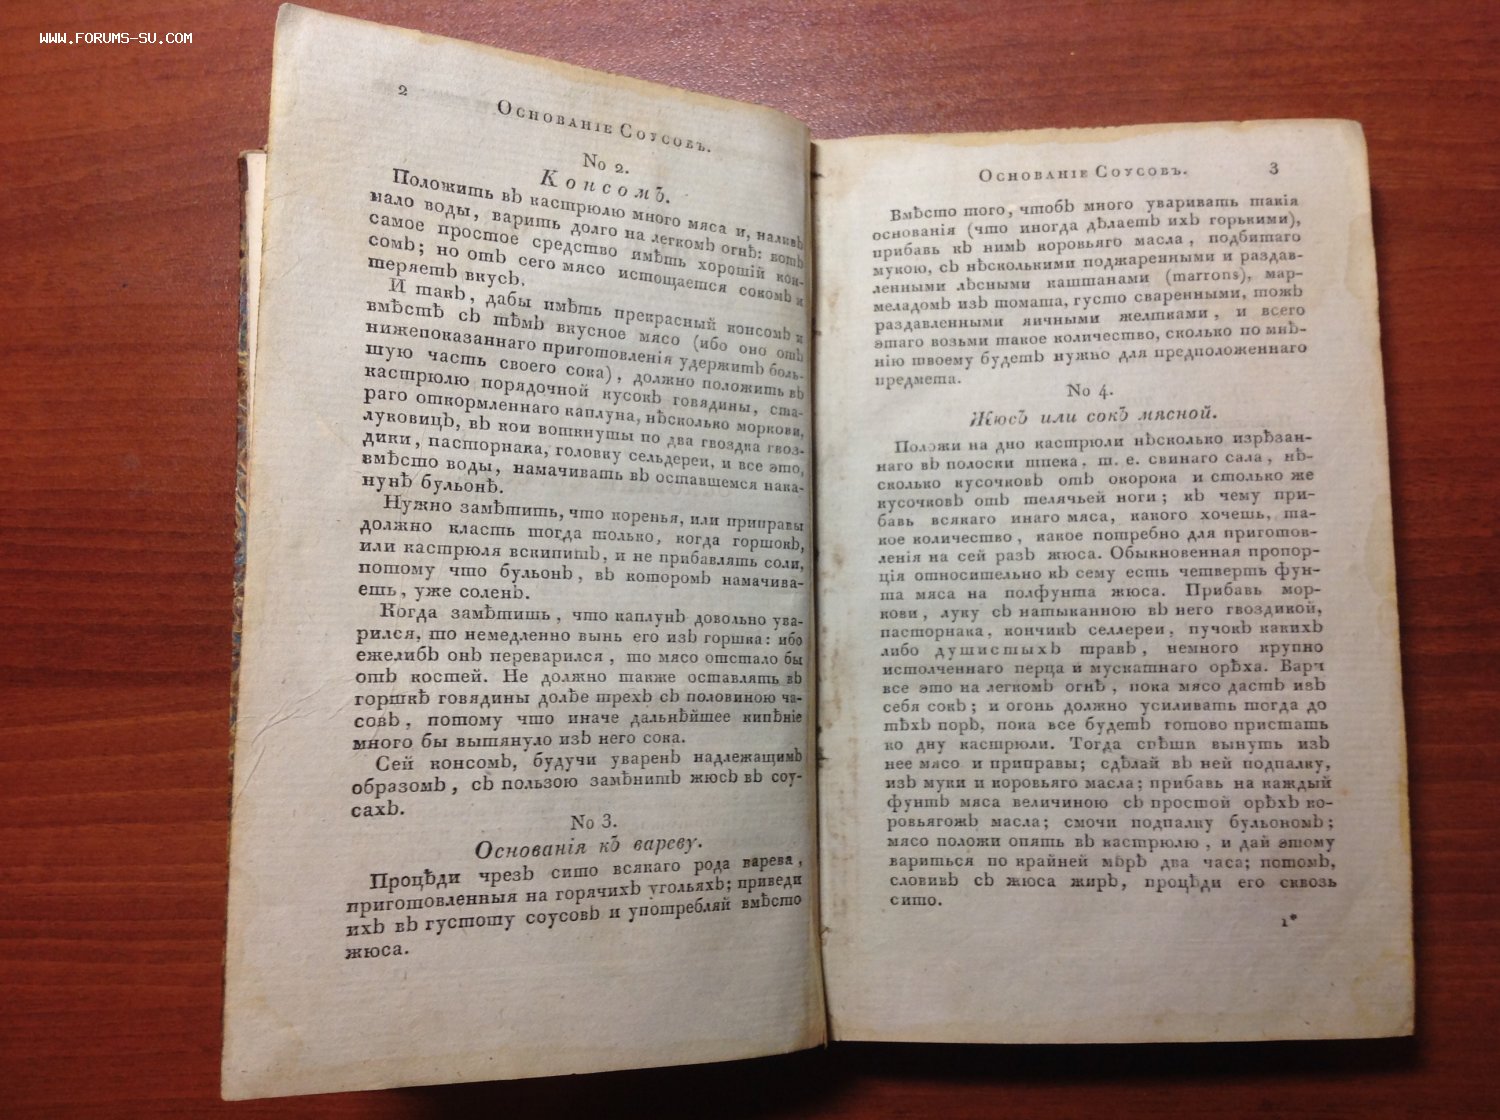 WWW.FORUMS-SU.COM
2
Основаніе Соусовъ.
No 2.
Консомъ.
Положить въ кастрюлю много мяса и, наливъ
мало воды, варить долго на легкомъ огнѣ: вотъ
самое простое средство имѣть хорошій кон-
сомъ; но отъ сего мясо истощается сокомъ и
теряетъ вкусъ.
И такъ, дабы имѣть прекрасный консомъ и
вмѣстѣ съ тѣмъ вкусное мясо (ибо оно отъ
нижепоказаннаго приготовленія удержитъ боль-
шую часть своего сока), должно положить въ
кастрюлю порядочной кусокъ говядины, ста-
раго откормленнаго каплуна, нѣсколько моркови,
луковицъ, въ кои воткнуты по два гвоздка гвоз-
дики, пасторнака, головку сельдереи, и все это,
вмѣсто воды, намачивать въ оставшемся нака-
нунѣ бульонѣ.
Нужно замѣтить, что коренья, или приправы
должно класть тогда только, когда горшокъ,
или кастрюля вскипитъ, и не прибавлять соли,
потому что бульонъ, въ которомъ намачива-
ешь, уже соленъ.
Когда замѣтишь, что каплунъ довольно ува-
рился, то немедленно вынь его изъ горшка: ибо
ежелибъ онъ переварился, то мясо отстало бы
отъ костей. Не должно также оставлять въ
горшкѣ говядины долѣе трехъ съ половиною ча-
совъ, потому что иначе дальнѣйшее кипѣніе
много бы вытянуло изъ него сока.
Сей консомъ, будучи уваренъ надлежащимъ
образомъ, съ пользою замѣнитъ жюсъ въ соу-
сахъ.
No 3.
Основанія къ вареву.
Процѣди чрезъ сито всякаго рода варева,
приготовленныя на горячихъ угольяхъ; приведи
ихъ въ густоту соусовъ и употребляй вмѣсто
жюса.
Основаніе Соусовъ.
3
Вмѣсто того, чтобъ много уваривать такія
основанія (что иногда дѣлаетъ ихъ горькими),
прибавь къ нимъ коровьяго масла, подбитаго
мукою, съ нѣсколькими поджаренными и раздав-
ленными лѣсными каштанами (marrons), мар-
меладомъ изъ томата, густо сваренными, тожъ
раздавленными яичными желтками, и всего
этаго возьми такое количество, сколько по мнѣ-
нію твоему будетъ нужно для предположеннаго
предмета.
No 4.
Жюсъ или сокъ мясной.
Положи на дно кастрюли нѣсколько изрѣзан-
наго въ полоски шпека, т. е. свинаго сала, нѣ-
сколько кусочковъ отъ окорока и столько же
кусочковъ отъ телячьей ноги; къ чему при-
бавь всякаго инаго мяса, какого хочешь, та-
кое количество, какое потребно для приготов-
ленія на сей разъ жюса. Обыкновенная пропор-
ція относительно къ сему есть четверть фун-
та мяса на полфунта жюса. Прибавь мор-
кови, луку съ натыканною въ него гвоздикой,
пасторнака, кончикъ селлереи, пучокъ какихъ
либо душистыхъ травъ, немного крупно
истолченнаго перца и мускатнаго орѣха. Вари
все это на легкомъ огнѣ, пока мясо дастъ изъ
себя сокъ; и огонь должно усиливать тогда до
тѣхъ поръ, пока все будетъ готово пристать
ко дну кастрюли. Тогда спѣши вынуть изъ
нее мясо и приправы; сдѣлай въ ней подпалку,
изъ муки и коровьяго масла; прибавь на каждый
фунтъ мяса величиною съ простой орѣхъ ко-
ровьягожъ масла; смочи подпалку бульономъ;
мясо положи опять въ кастрюлю, и дай этому
вариться по крайней мѣрѣ два часа; потомъ,
словивъ съ жюса жиръ, процѣди его сквозь
сито.
1*